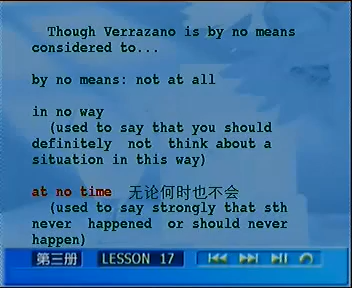 Though Verrazano is by no means
considered to...
by no means: not at all
in no way
(used to say that you should
definitely not think about a
situation in this way)
at no time 无论何时也不会
(used to say strongly that sth
never happened or should never
happen)
第三册 LESSON 17